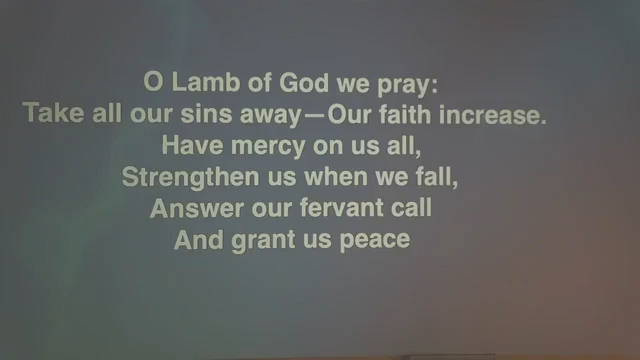 O Lamb of God we pray:
Take all our sins away—Our faith increase.
Have mercy on us all,
Strengthen us when we fall,
Answer our fervant call
And grant us peace